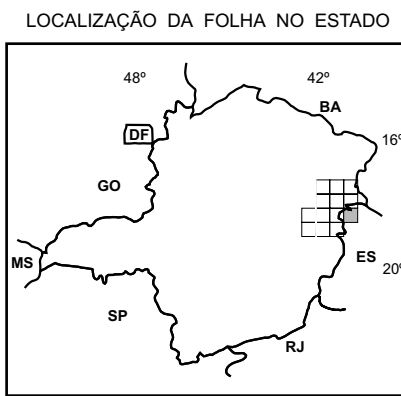 LOCALIZAÇÃO DA FOLHA NO ESTADO
48º 42º
BA
DF
16º
GO
MS
ES
20º
SP
RJ